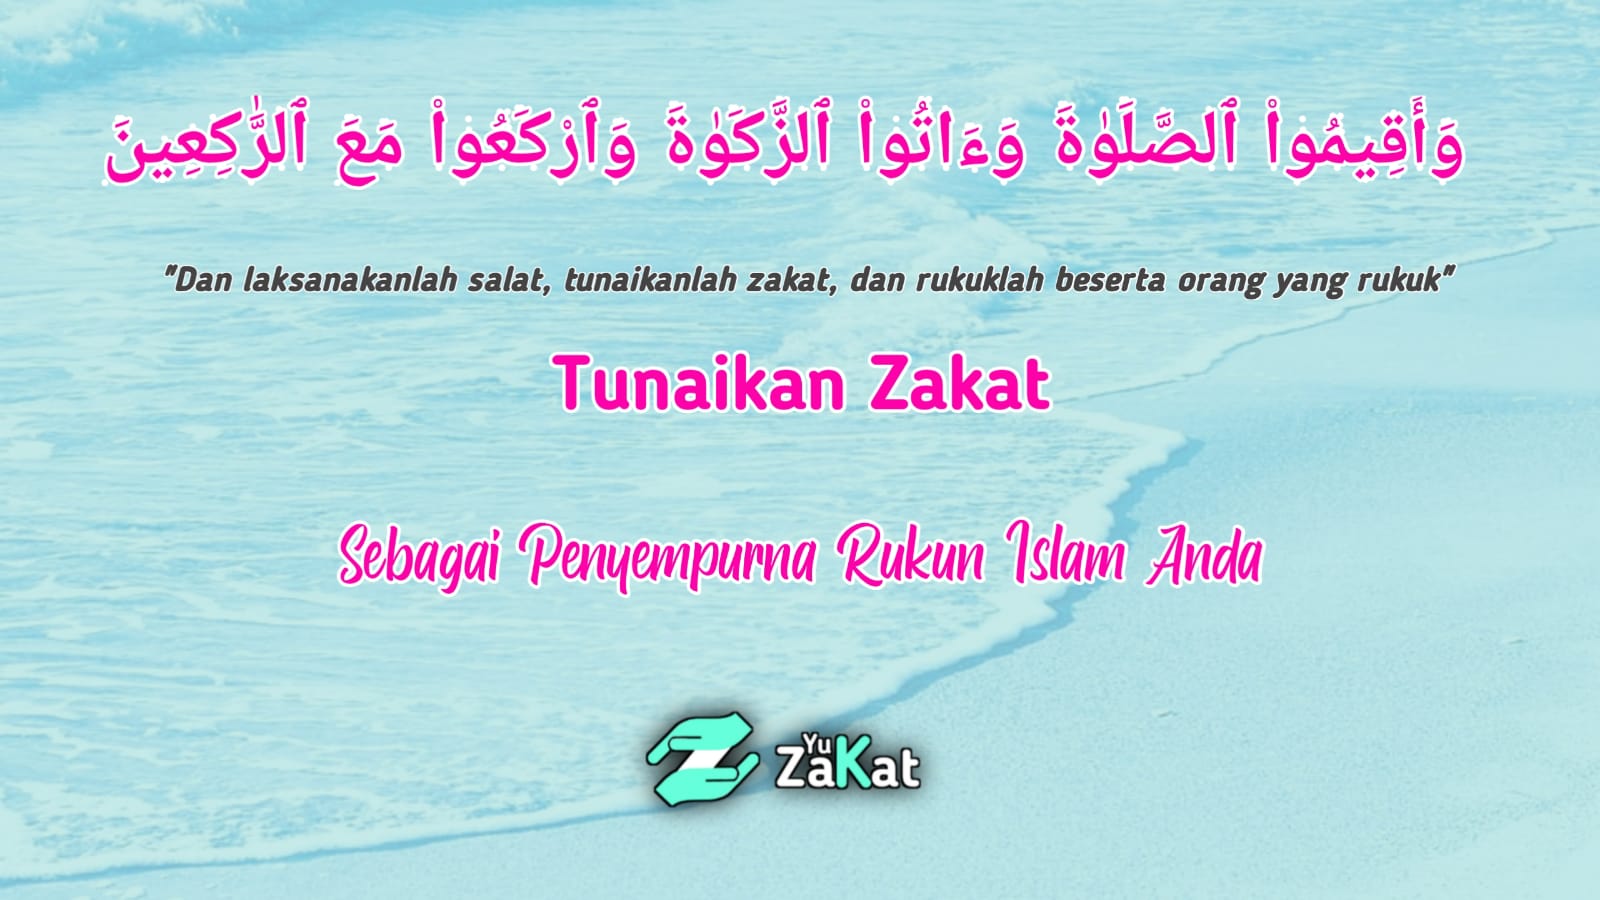 وَأَقِيمُوا۟ ٱلصَّلَوٰةَ وَءَاتُوا۟ ٱلزَّكَوٰةَ وَٱرْكَعُوا۟ مَعَ ٱلرَّٰكِعِينَ
"Dan laksanakanlah salat, tunaikanlah zakat, dan rukuklah beserta orang yang rukuk"
Tunaikan Zakat
Sebagai Penyempurna Rukun Islam Anda
Yu
ZaKat